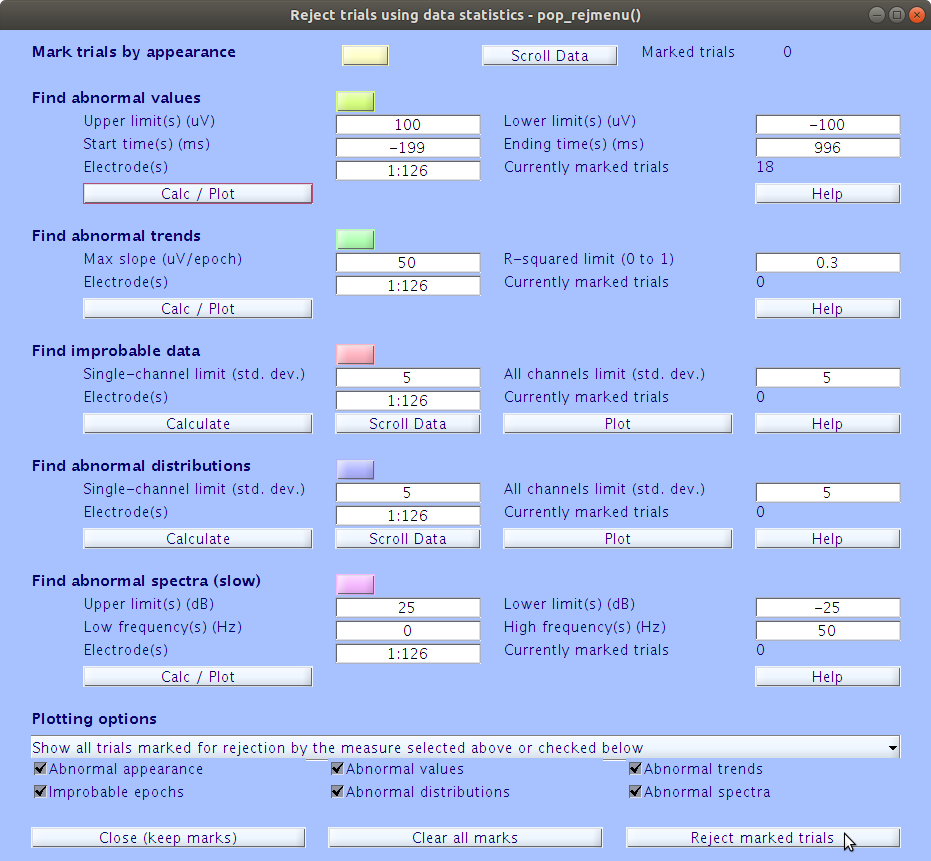 Reject trials using data statistics - pop_rejmenu()
Mark trials by appearance Scroll Data Marked trials 0
Find abnormal values
Upper limit(s) (uV) 100 Lower limit(s) (uV) -100
Start time(s) (ms) -199 Ending time(s) (ms) 996
Electrode(s) 1:126 Currently marked trials 18
Calc / Plot Help
Find abnormal trends
Max slope (uV/epoch) 50 R-squared limit (0 to 1) 0.3
Electrode(s) 1:126 Currently marked trials 0
Calc / Plot Help
Find improbable data
Single-channel limit (std. dev.) 5 All channels limit (std. dev.) 5
Electrode(s) 1:126 Currently marked trials 0
Calculate Scroll Data Plot Help
Find abnormal distributions
Single-channel limit (std. dev.) 5 All channels limit (std. dev.) 5
Electrode(s) 1:126 Currently marked trials 0
Calculate Scroll Data Plot Help
Find abnormal spectra (slow)
Upper limit(s) (dB) 25 Lower limit(s) (dB) -25
Low frequency(s) (Hz) 0 High frequency(s) (Hz) 50
Electrode(s) 1:126 Currently marked trials 0
Calc / Plot Help
Plotting options
Show all trials marked for rejection by the measure selected above or checked below
Abnormal appearance Abnormal values Abnormal trends
Improbable epochs Abnormal distributions Abnormal spectra
Close (keep marks) Clear all marks Reject marked trials